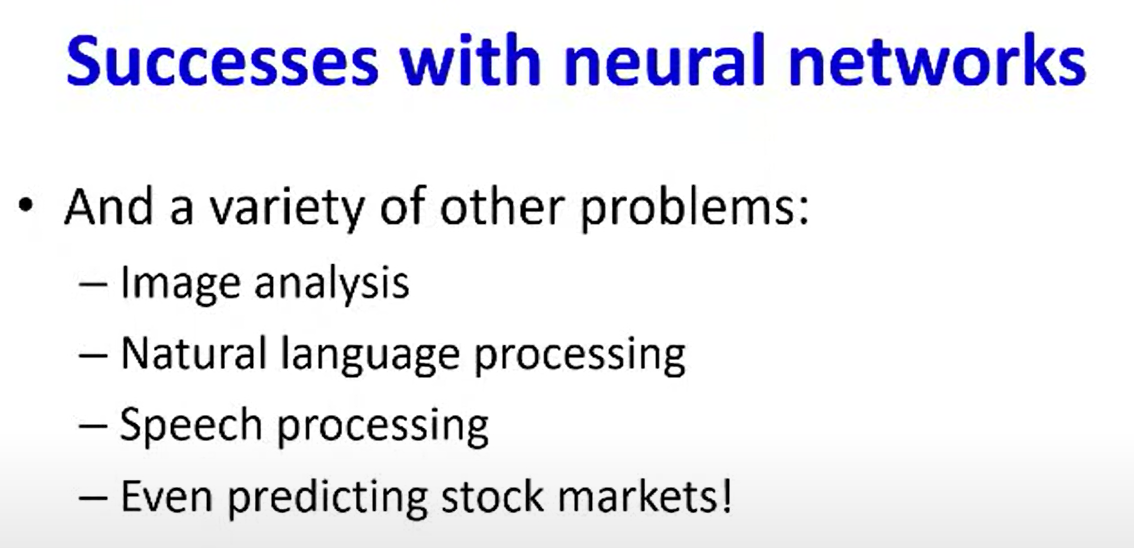 Successes with neural networks
• And a variety of other problems:
– Image analysis
– Natural language processing
– Speech processing
– Even predicting stock markets!